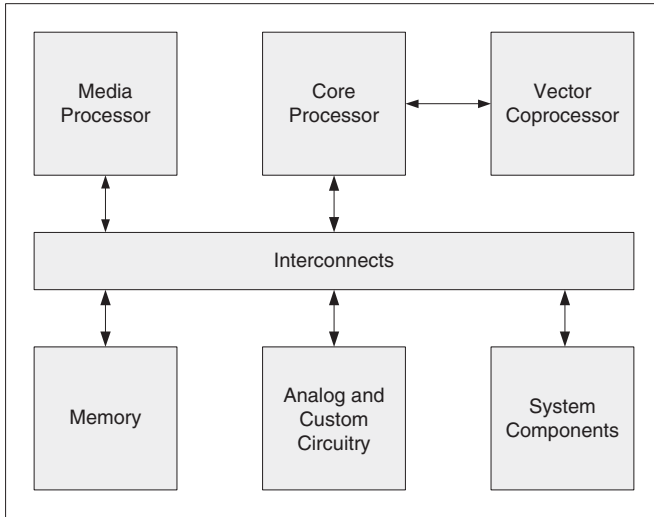 Media
Processor
Core
Processor
Vector
Coprocessor
Interconnects
Memory
Analog and
Custom
Circuitry
System
Components